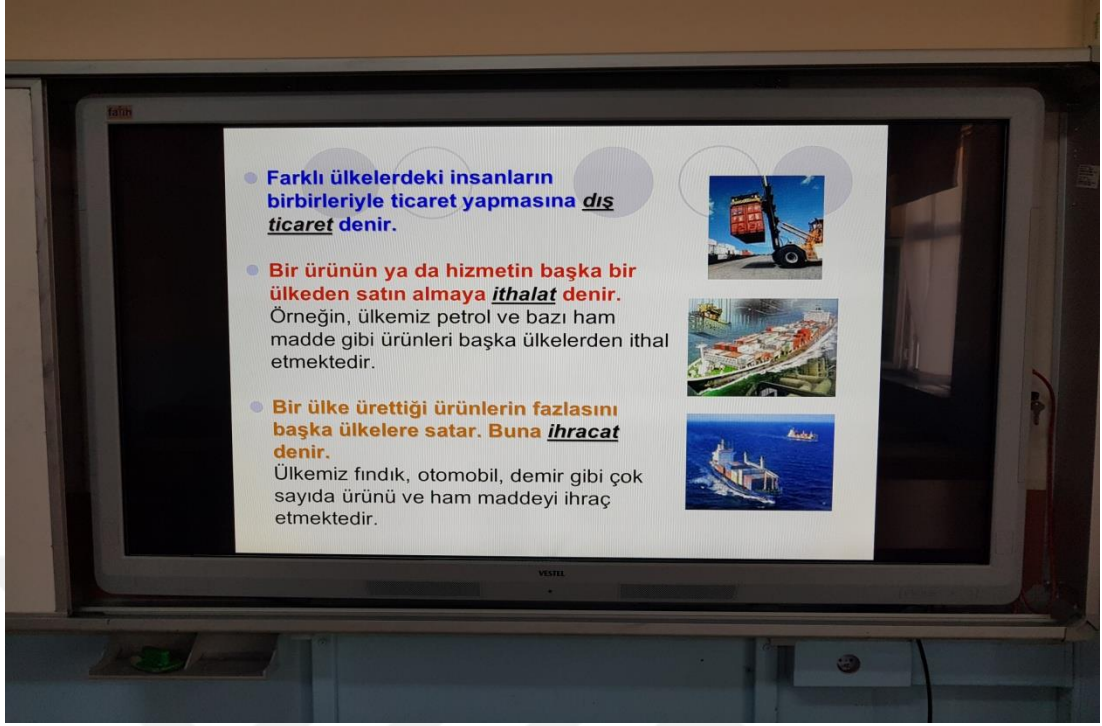 fatih
Farklı ülkelerdeki insanların
birbirleriyle ticaret yapmasına dış
ticaret denir.
Bir ürünün ya da hizmetin başka bir
ülkeden satın almaya ithalat denir.
Örneğin, ülkemiz petrol ve bazı ham
madde gibi ürünleri başka ülkelerden ithal
etmektedir.
Bir ülke ürettiği ürünlerin fazlasını
başka ülkelere satar. Buna ihracat
denir.
Ülkemiz fındık, otomobil, demir gibi çok
sayıda ürünü ve ham maddeyi ihraç
etmektedir.
VESTEL